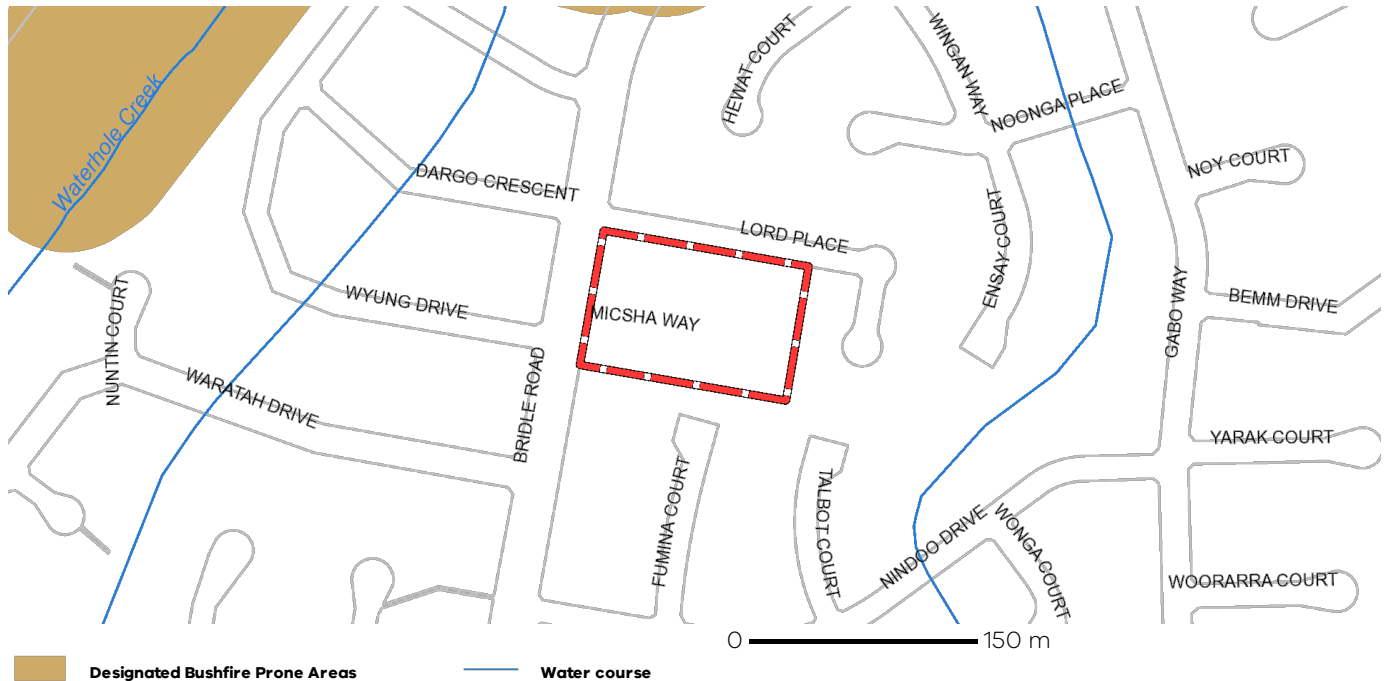 HEWAT COURT
WINGAN WAY
NOONGA PLACE
Waterhole Creek
NOY COURT
DARGO CRESCENT
LORD PLACE
ENSAY COURT
NUNTIN COURT
WYUNG DRIVE
MICSHA WAY
GABO WAY
BEMM DRIVE
WARATAH DRIVE
BRIDLE ROAD
YARAK COURT
FUMINA COURT
TALBOT COURT
NINDOO DRIVE
WONGA COURT
WOORARRA COURT
0 150 m
Designated Bushfire Prone Areas
Water course